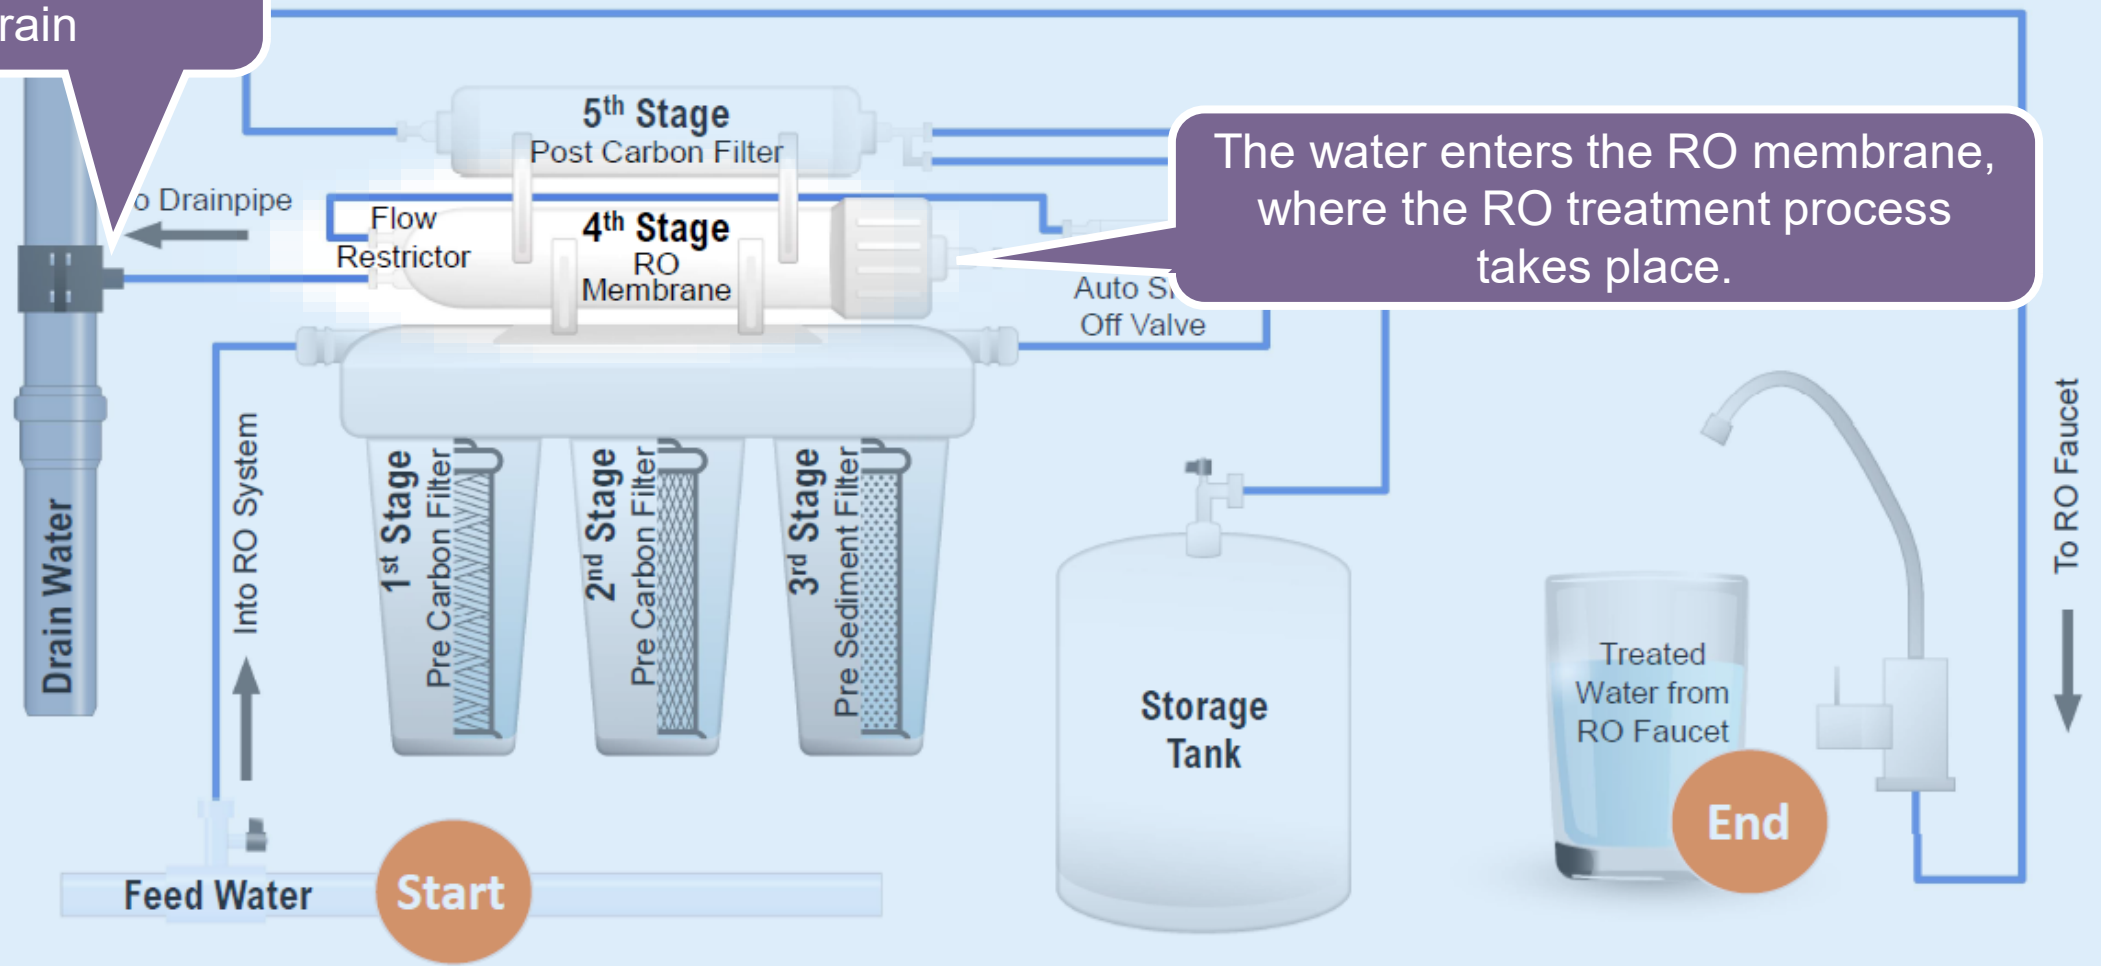 rain
5th Stage
Post Carbon Filter
The water enters the RO membrane,
where the RO treatment process
takes place.
o Drainpipe
Flow
Restrictor
4th Stage
RO
Membrane
Auto S
Off Valve
Into RO System
To RO Faucet
Drain Water
1st Stage
Pre Carbon Filter
2nd Stage
Pre Carbon Filter
3rd Stage
Pre Sediment Filter
Storage
Tank
Treated
Water from
RO Faucet
End
Feed Water
Start